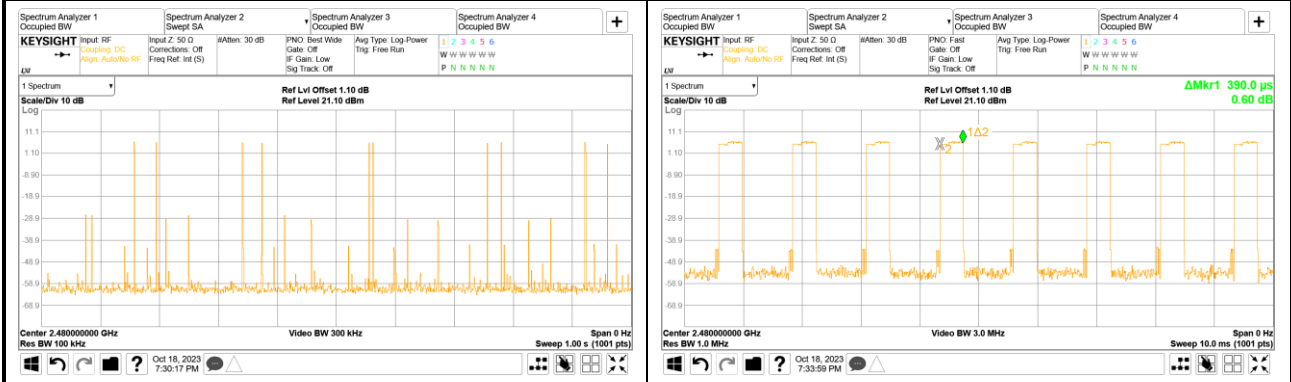 Spectrum Analyzer 1
Occupied BW
Spectrum Analyzer 2
Swept SA
Spectrum Analyzer 3
Occupied BW
Spectrum Analyzer 4
Occupied BW
KEYSIGHT
Input: RF
Coupling: DC
Align: Auto/No RF
Input Z: 50 Ω
Corrections: Off
Freq Ref: Int (S)
#Atten: 30 dB
PNO: Best Wide
Gate: Off
IF Gain: Low
Sig Track: Off
Avg Type: Log-Power
Trig: Free Run
1 2 3 4 5 6
W W W W W W
P N N N N N
LXI
1 Spectrum
Scale/Div 10 dB
Ref Lvl Offset 1.10 dB
Ref Level 21.10 dBm
Log
11.1
1.10
-8.90
-18.9
-28.9
-38.9
-48.9
-58.9
-68.9
Center 2.480000000 GHz
Res BW 100 kHz
Video BW 300 kHz
Span 0 Hz
Sweep 1.00 s (1001 pts)
Oct 18, 2023
7:30:17 PM
Spectrum Analyzer 1
Occupied BW
Spectrum Analyzer 2
Swept SA
Spectrum Analyzer 3
Occupied BW
Spectrum Analyzer 4
Occupied BW
KEYSIGHT
Input: RF
Coupling: DC
Align: Auto/No RF
Input Z: 50 Ω
Corrections: Off
Freq Ref: Int (S)
#Atten: 30 dB
PNO: Fast
Gate: Off
IF Gain: Low
Sig Track: Off
Avg Type: Log-Power
Trig: Free Run
1 2 3 4 5 6
W W W W W W
P N N N N N
LXI
1 Spectrum
Scale/Div 10 dB
Ref Lvl Offset 1.10 dB
Ref Level 21.10 dBm
ΔMkr1 390.0 µs
0.60 dB
Log
11.1
1.10
-8.90
-18.9
-28.9
-38.9
-48.9
-58.9
-68.9
1Δ2
X2
Center 2.480000000 GHz
Res BW 1.0 MHz
Video BW 3.0 MHz
Span 0 Hz
Sweep 10.0 ms (1001 pts)
Oct 18, 2023
7:33:59 PM